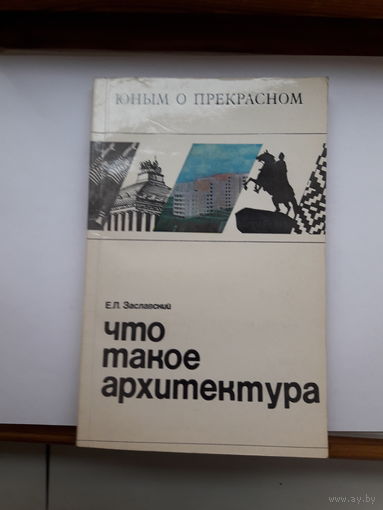 ЮНЫМ О ПРЕКРАСНОМ
Е.Л. Заславский
что
такое
архитектура
www.ay.by